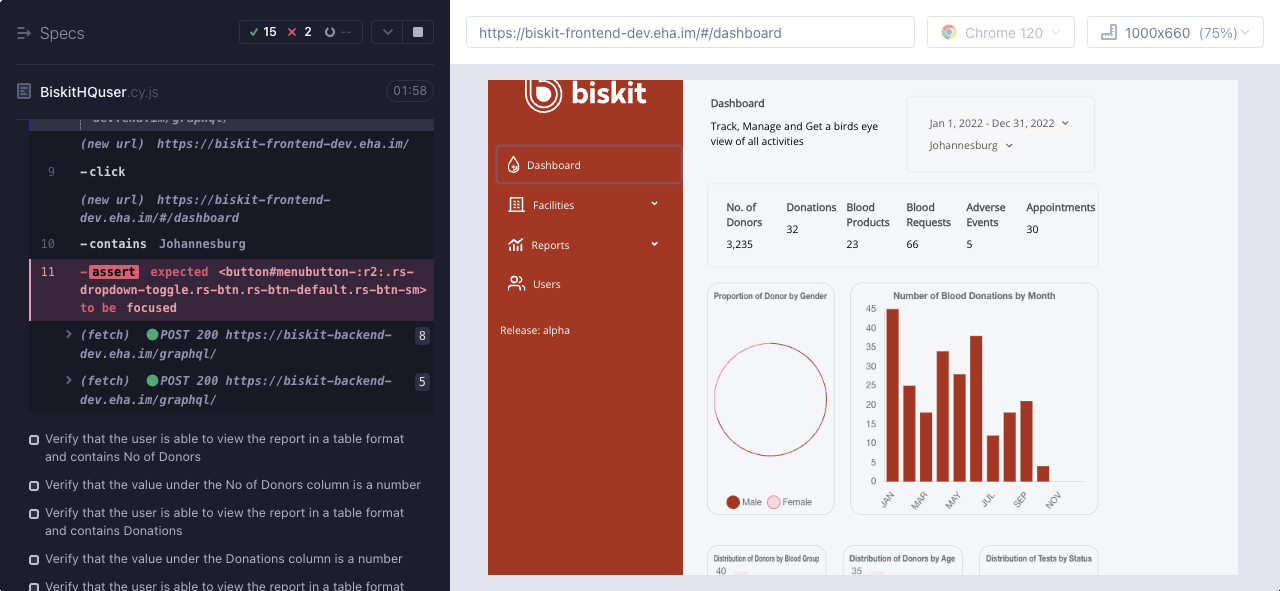 Specs
15
2
--
BiskitHQuser.cy.js
01:58
dev.eha.im/graphql/
(new url) https://biskit-frontend-dev.eha.im/
9 -click
(new url) https://biskit-frontend-
dev.eha.im/#/dashboard
10 -contains Johannesburg
11 -assert expected <button#menubutton-:r2:.rs-
dropdown-toggle.rs-btn.rs-btn-default.rs-btn-sm>
to be focused
(fetch) POST 200 https://biskit-backend-
dev.eha.im/graphql/
8
(fetch) POST 200 https://biskit-backend-
dev.eha.im/graphql/
5
Verify that the user is able to view the report in a table format
and contains No of Donors
Verify that the value under the No of Donors column is a number
Verify that the user is able to view the report in a table format
and contains Donations
Verify that the value under the Donations column is a number
Verify that the user is able to view the report in a table format
https://biskit-frontend-dev.eha.im/#/dashboard
Chrome 120
1000x660 (75%)
biskit
Dashboard
Facilities
Reports
Users
Release: alpha
Dashboard
Track, Manage and Get a birds eye
view of all activities
Jan 1, 2022 - Dec 31, 2022
Johannesburg
No. of
Donors
3,235
Donations
32
Blood
Products
23
Blood
Requests
66
Adverse
Events
5
Appointments
30
Proportion of Donor by Gender
Male
Female
Number of Blood Donations by Month
45
40
35
30
25
20
15
10
5
0
JAN
MAR
MAY
JUL
SEP
NOV
Distribution of Donors by Blood Group
40
Distribution of Donors by Age
35
Distribution of Tests by Status